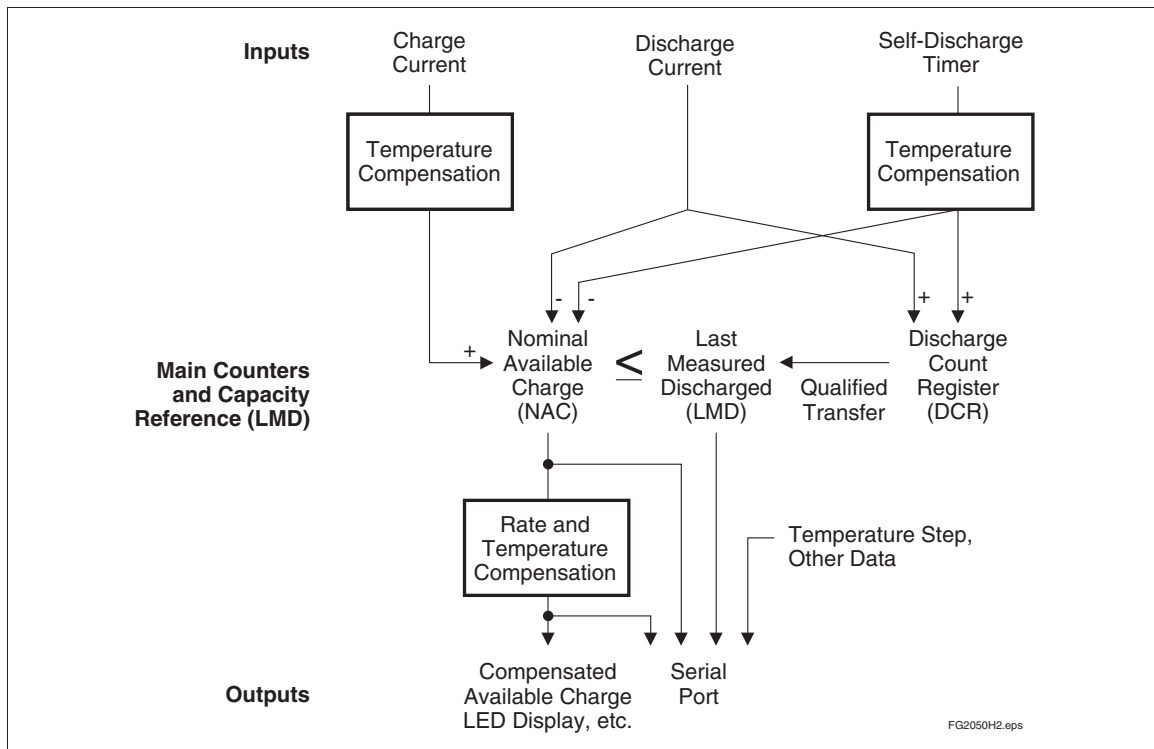 Inputs
Charge
Current
Discharge
Current
Self-Discharge
Timer
Temperature
Compensation
Temperature
Compensation
-
-
+
+
+
Main Counters
and Capacity
Reference (LMD)
Nominal
Available
Charge
(NAC)
≤
Last
Measured
Discharged
(LMD)
Qualified
Transfer
Discharge
Count
Register
(DCR)
Rate and
Temperature
Compensation
Temperature Step,
Other Data
Outputs
Compensated
Available Charge
LED Display, etc.
Serial
Port
FG2050H2.eps